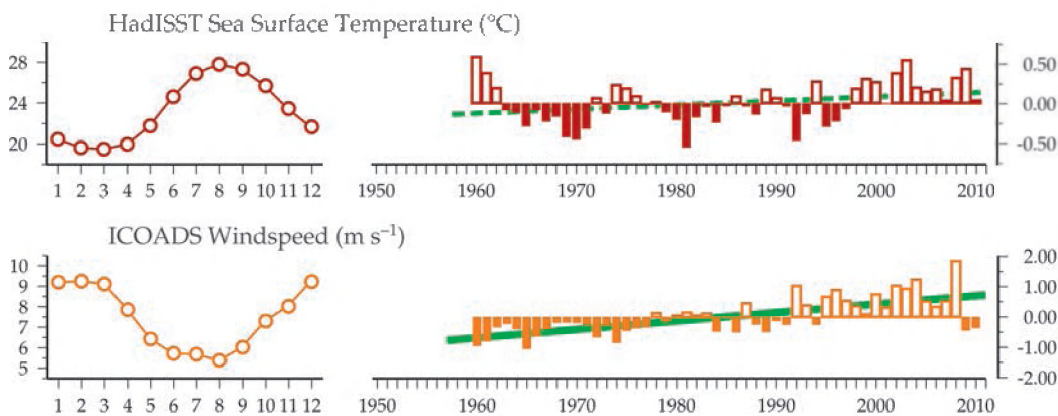 HadISST Sea Surface Temperature (°C)
28
24
20
0.50
0.00
-0.50
1 2 3 4 5 6 7 8 9 10 11 12
1950 1960 1970 1980 1990 2000 2010
ICOADS Windspeed (m s⁻¹)
10
9
8
7
6
5
2.00
1.00
0.00
-1.00
-2.00
1 2 3 4 5 6 7 8 9 10 11 12
1950 1960 1970 1980 1990 2000 2010